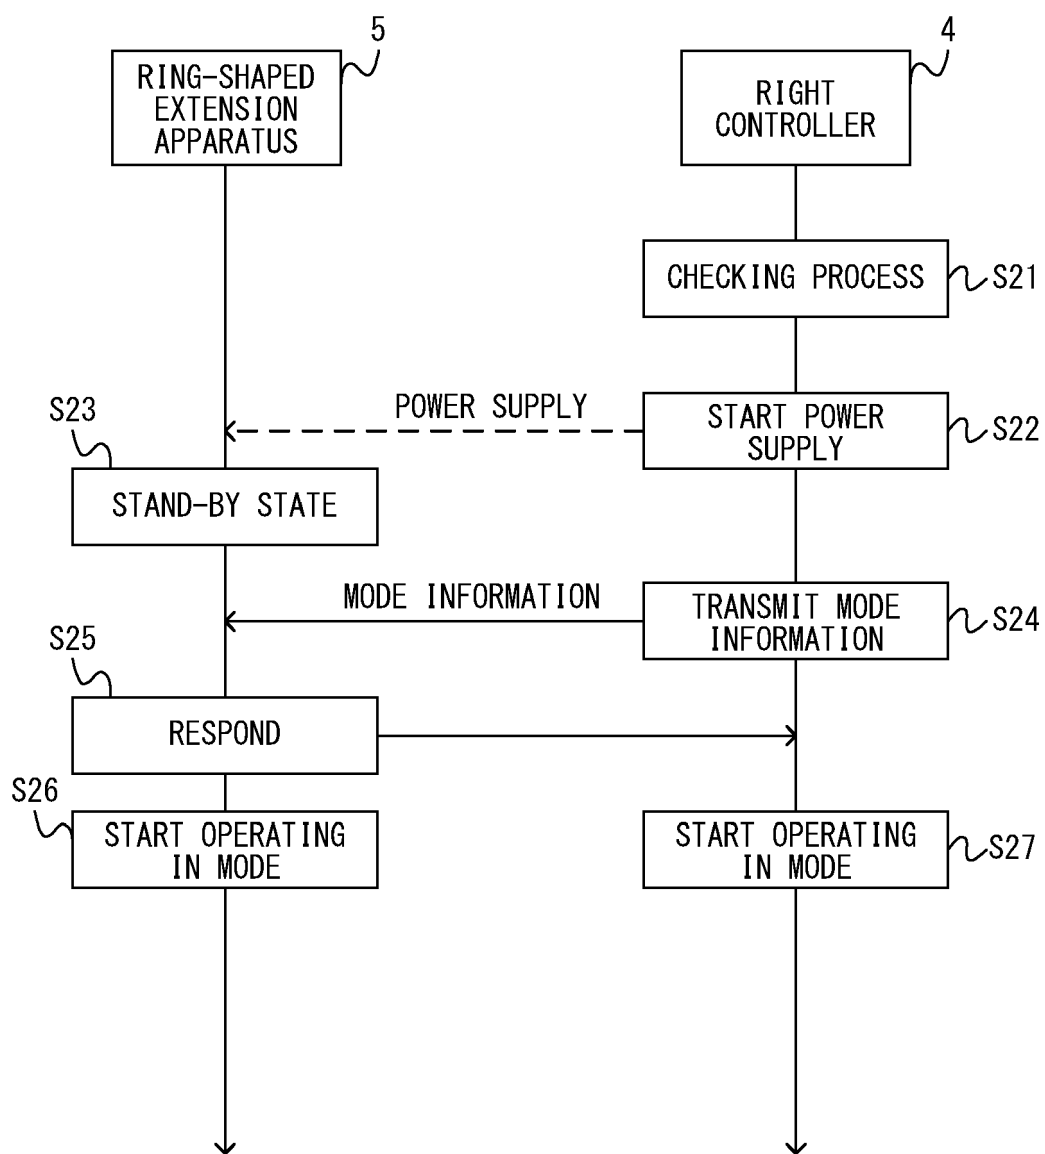 5
4
RING-SHAPED
EXTENSION
APPARATUS
RIGHT
CONTROLLER
CHECKING PROCESS
S21
S23
POWER SUPPLY
START POWER
SUPPLY
S22
STAND-BY STATE
MODE INFORMATION
TRANSMIT MODE
INFORMATION
S24
S25
RESPOND
S26
START OPERATING
IN MODE
START OPERATING
IN MODE
S27